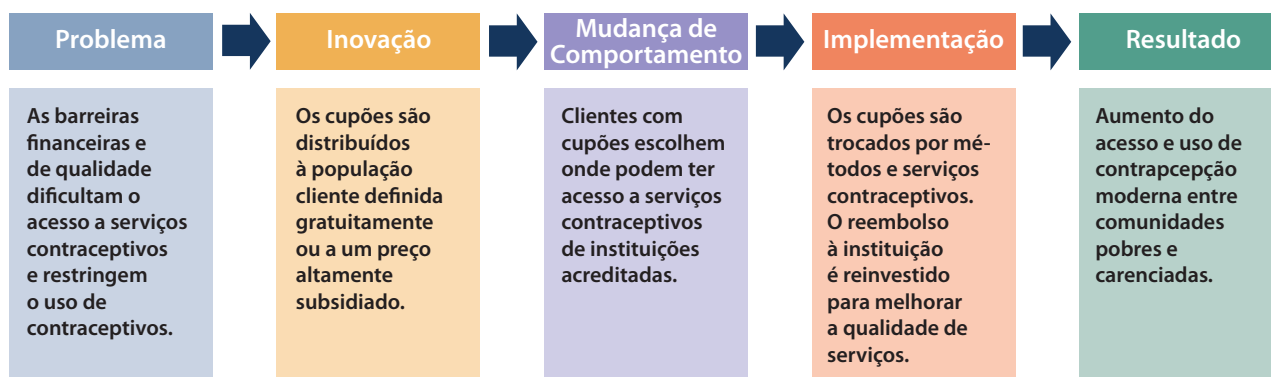 Problema
As barreiras
financeiras e
de qualidade
dificultam o
acesso a serviços
contraceptivos
e restringem
o uso de
contraceptivos.
Inovação
Os cupões são
distribuídos
à população
cliente definida
gratuitamente
ou a um preço
altamente
subsidiado.
Mudança de
Comportamento
Clientes com
cupões escolhem
onde podem ter
acesso a serviços
contraceptivos
de instituições
acreditadas.
Implementação
Os cupões são
trocados por mé-
todos e serviços
contraceptivos.
O reembolso
à instituição
é reinvestido
para melhorar
a qualidade de
serviços.
Resultado
Aumento do
acesso e uso de
contrapcepção
moderna entre
comunidades
pobres e
carenciadas.